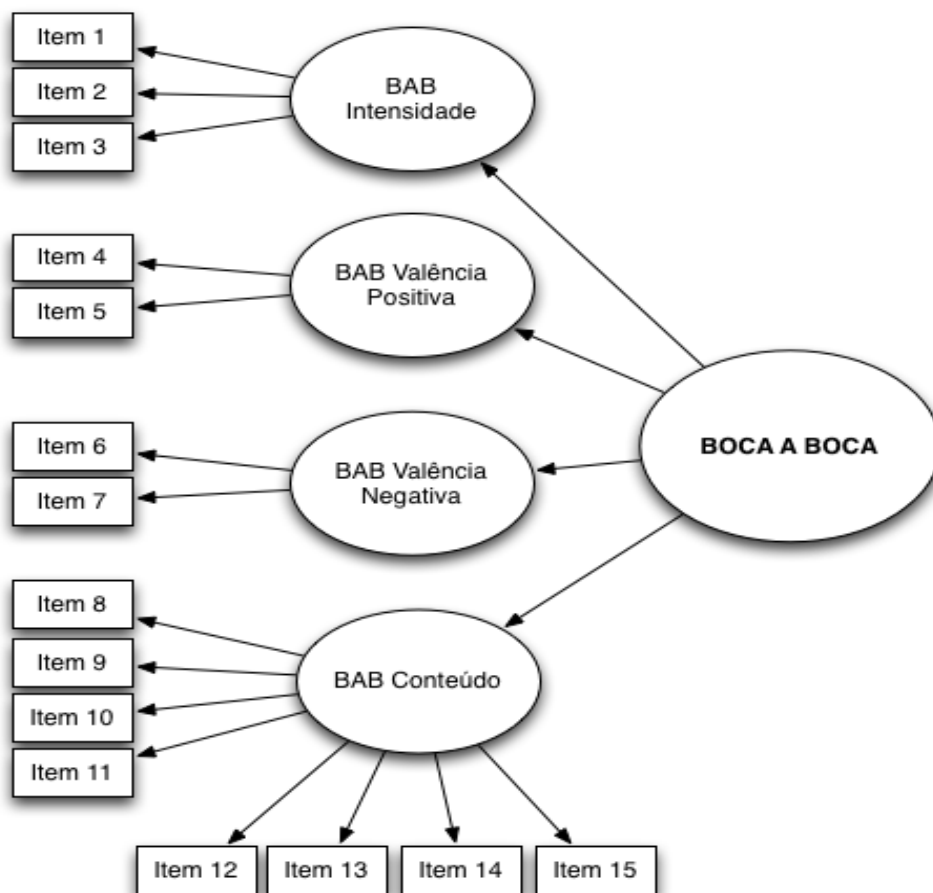 Item 1
Item 2
Item 3
BAB
Intensidade
Item 4
Item 5
BAB Valência
Positiva
BOCA A BOCA
Item 6
Item 7
BAB Valência
Negativa
Item 8
Item 9
Item 10
Item 11
BAB Conteúdo
Item 12
Item 13
Item 14
Item 15